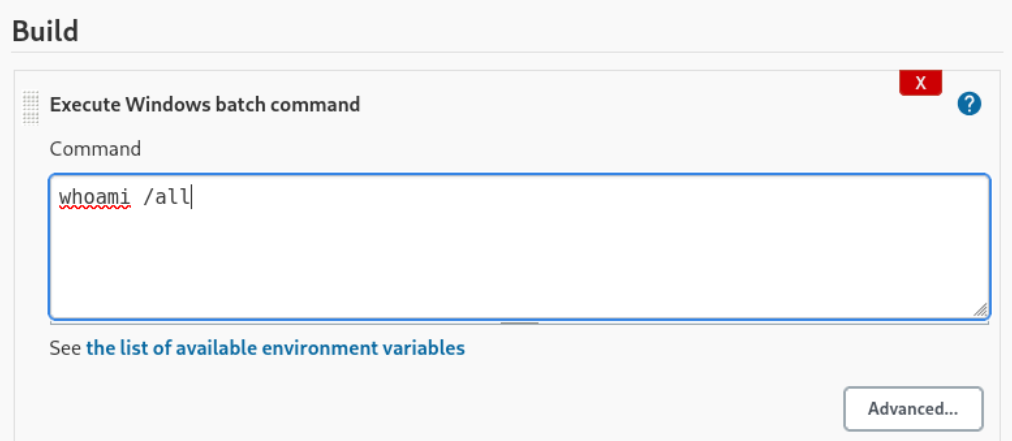 Build
X
Execute Windows batch command
?
Command
whoami /all
See the list of available environment variables
Advanced...